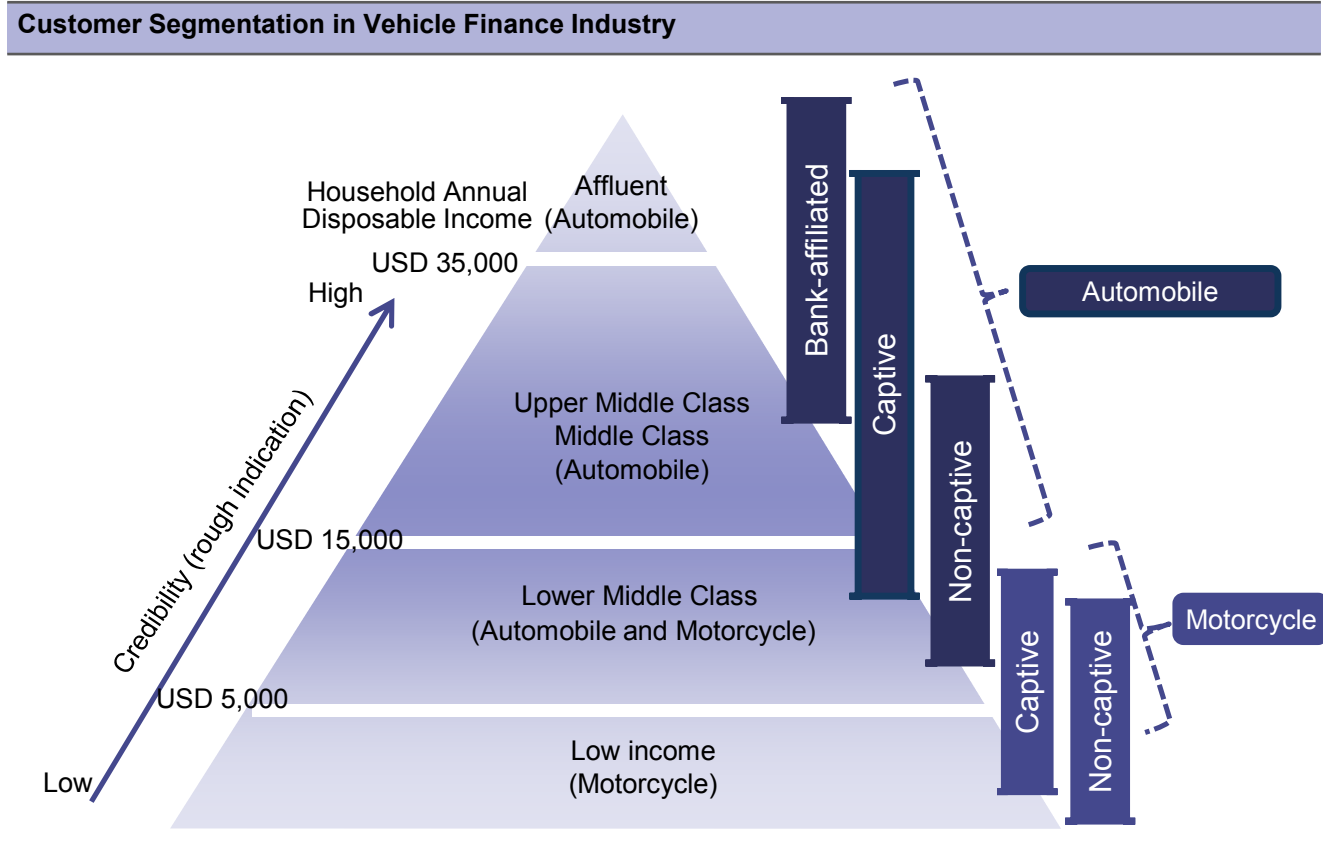 Customer Segmentation in Vehicle Finance Industry
Household Annual
Disposable Income
Affluent
(Automobile)
USD 35,000
High
Credibility (rough indication)
Low
Upper Middle Class
Middle Class
(Automobile)
USD 15,000
Lower Middle Class
(Automobile and Motorcycle)
USD 5,000
Low income
(Motorcycle)
Bank-affiliated
Captive
Non-captive
Automobile
Captive
Non-captive
Motorcycle